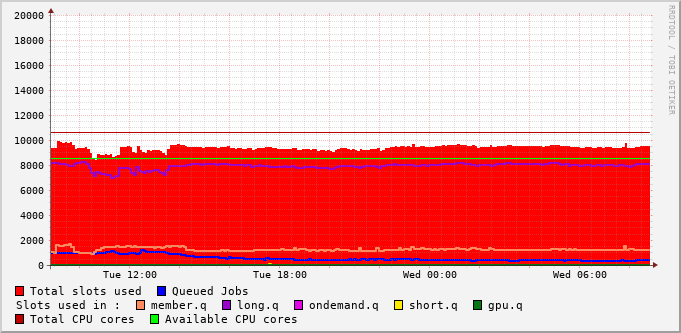 20000
18000
16000
14000
12000
10000
8000
6000
4000
2000
0
Tue 12:00 Tue 18:00 Wed 00:00 Wed 06:00
Total slots used Queued Jobs
Slots used in : member.q long.q ondemand.q short.q gpu.q
Total CPU cores Available CPU cores
RRDTOOL / TOBI OETIKER